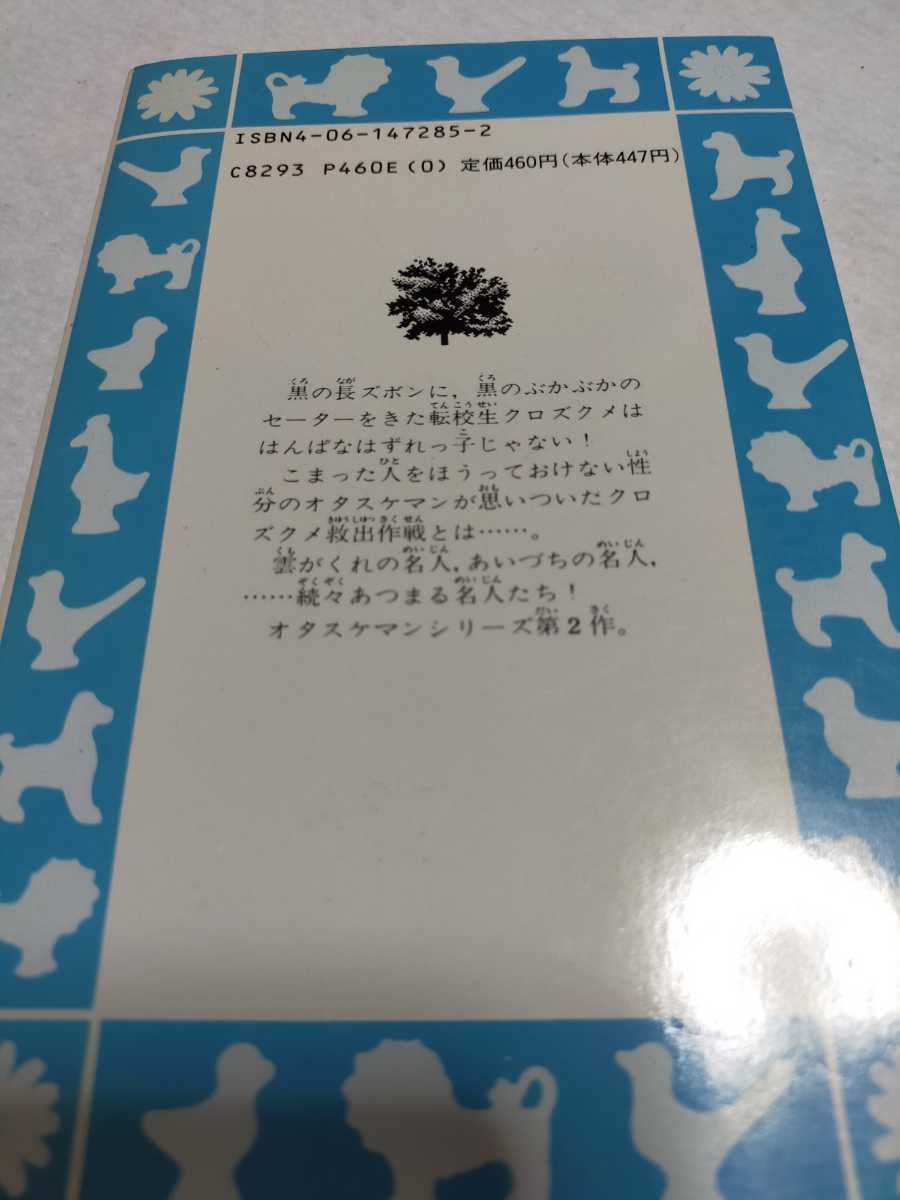 ISBN4-06-147285-2
C8293 P460E (0) 定価460円(本体447円)
黒の長ズボンに，黒のぶかぶかの
セーターをきた転校生クロズクメは
はんぱなはずれっ子じゃない！
こまった人をほうっておけない性
分のオタスケマンが思いついたクロ
ズクメ救出作戦とは……。
雲がくれの名人，あいづちの名人，
……続々あつまる名人たち！
オタスケマンシリーズ第2作。